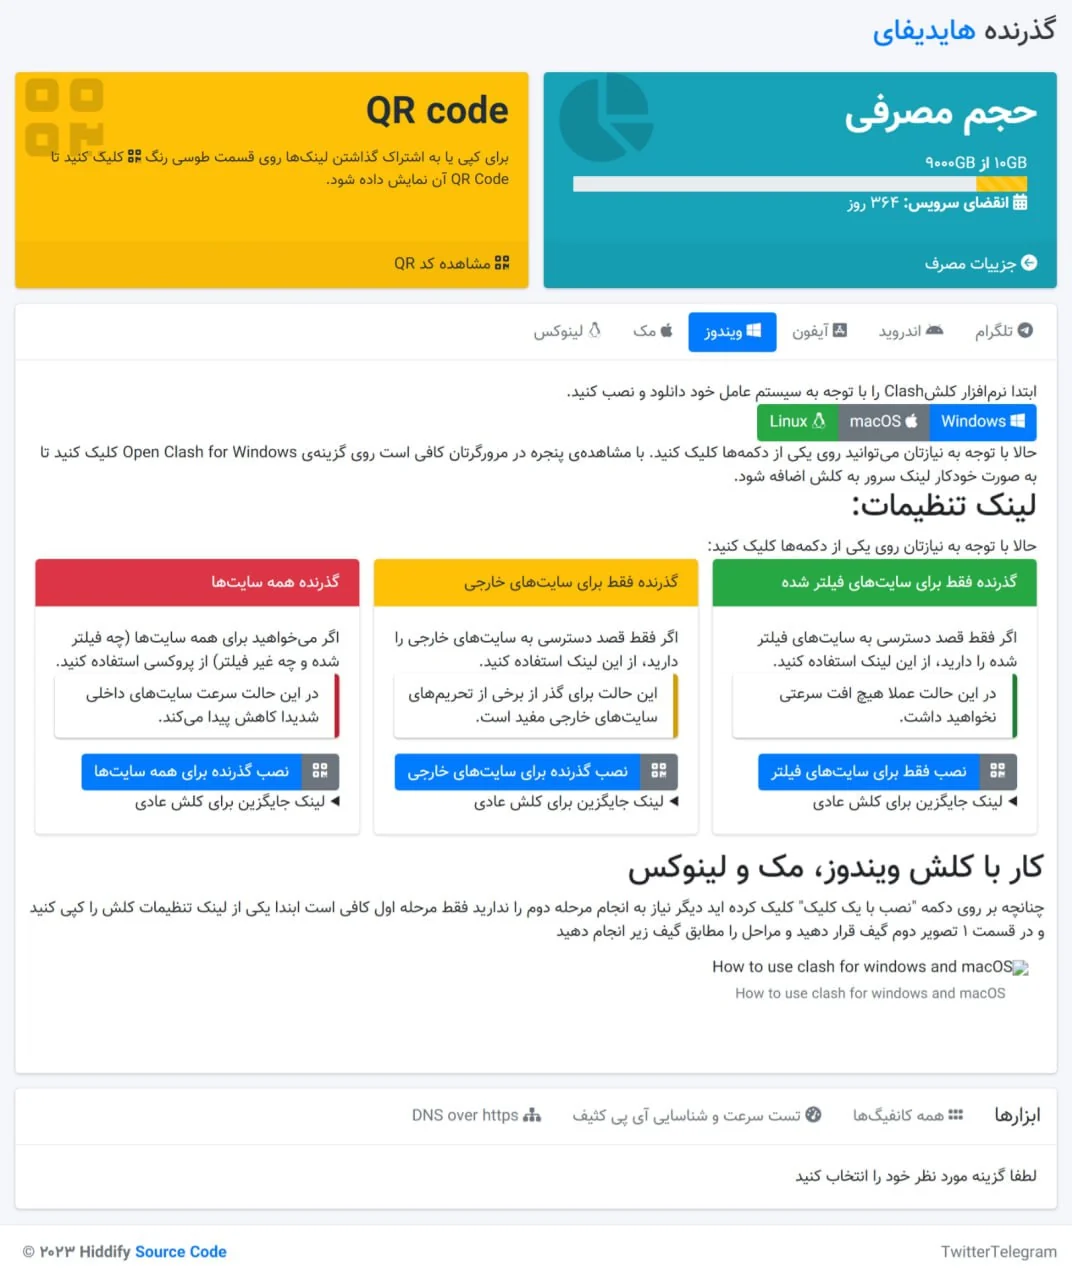 گذرنده هایدیفای
حجم مصرفی
۱۰GB از ۹۰۰۰GB
انقضای سرویس: ۳۶۴ روز
جزییات مصرف
QR code
برای کپی یا به اشتراک گذاشتن لینک‌ها روی قسمت طوسی رنگ کلیک کنید تا
QR Code آن نمایش داده شود.
مشاهده کد QR
تلگرام اندروید آیفون ویندوز مک لینوکس
ابتدا نرم‌افزار کلشClash را با توجه به سیستم عامل خود دانلود و نصب کنید.
Windows macOS Linux
حالا با توجه به نیازتان می‌توانید روی یکی از دکمه‌ها کلیک کنید. با مشاهده‌ی پنجره در مرورگرتان کافی است روی گزینه‌ی Open Clash for Windows کلیک کنید تا
به صورت خودکار لینک سرور به کلش اضافه شود.
لینک تنظیمات:
حالا با توجه به نیازتان روی یکی از دکمه‌ها کلیک کنید:
گذرنده فقط برای سایت‌های فیلتر شده
اگر فقط قصد دسترسی به سایت‌های فیلتر
شده را دارید، از این لینک استفاده کنید.
در این حالت عملا هیچ افت سرعتی
نخواهید داشت.
نصب فقط برای سایت‌های فیلتر
◀ لینک جایگزین برای کلش عادی
گذرنده فقط برای سایت‌های خارجی
اگر فقط قصد دسترسی به سایت‌های خارجی را
دارید، از این لینک استفاده کنید.
این حالت برای گذر از برخی از تحریم‌های
سایت‌های خارجی مفید است.
نصب گذرنده برای سایت‌های خارجی
◀ لینک جایگزین برای کلش عادی
گذرنده همه سایت‌ها
اگر می‌خواهید برای همه سایت‌ها (چه فیلتر
شده و چه غیر فیلتر) از پروکسی استفاده کنید.
در این حالت سرعت سایت‌های داخلی
شدیدا کاهش پیدا می‌کند.
نصب گذرنده برای همه سایت‌ها
◀ لینک جایگزین برای کلش عادی
کار با کلش ویندوز، مک و لینوکس
چنانچه بر روی دکمه "نصب با یک کلیک" کلیک کرده اید دیگر نیاز به انجام مرحله دوم را ندارید فقط مرحله اول کافی است ابندا یکی از لینک تنظیمات کلش را کپی کنید
و در قسمت ۱ تصویر دوم گیف قرار دهید و مراحل را مطابق گیف زیر انجام دهید
How to use clash for windows and macOS
How to use clash for windows and macOS
ابزارها همه کانفیگ‌ها تست سرعت و شناسایی آی پی کثیف DNS over https
لطفا گزینه مورد نظر خود را انتخاب کنید
© ۲۰۲۳ Hiddify Source Code
TwitterTelegram